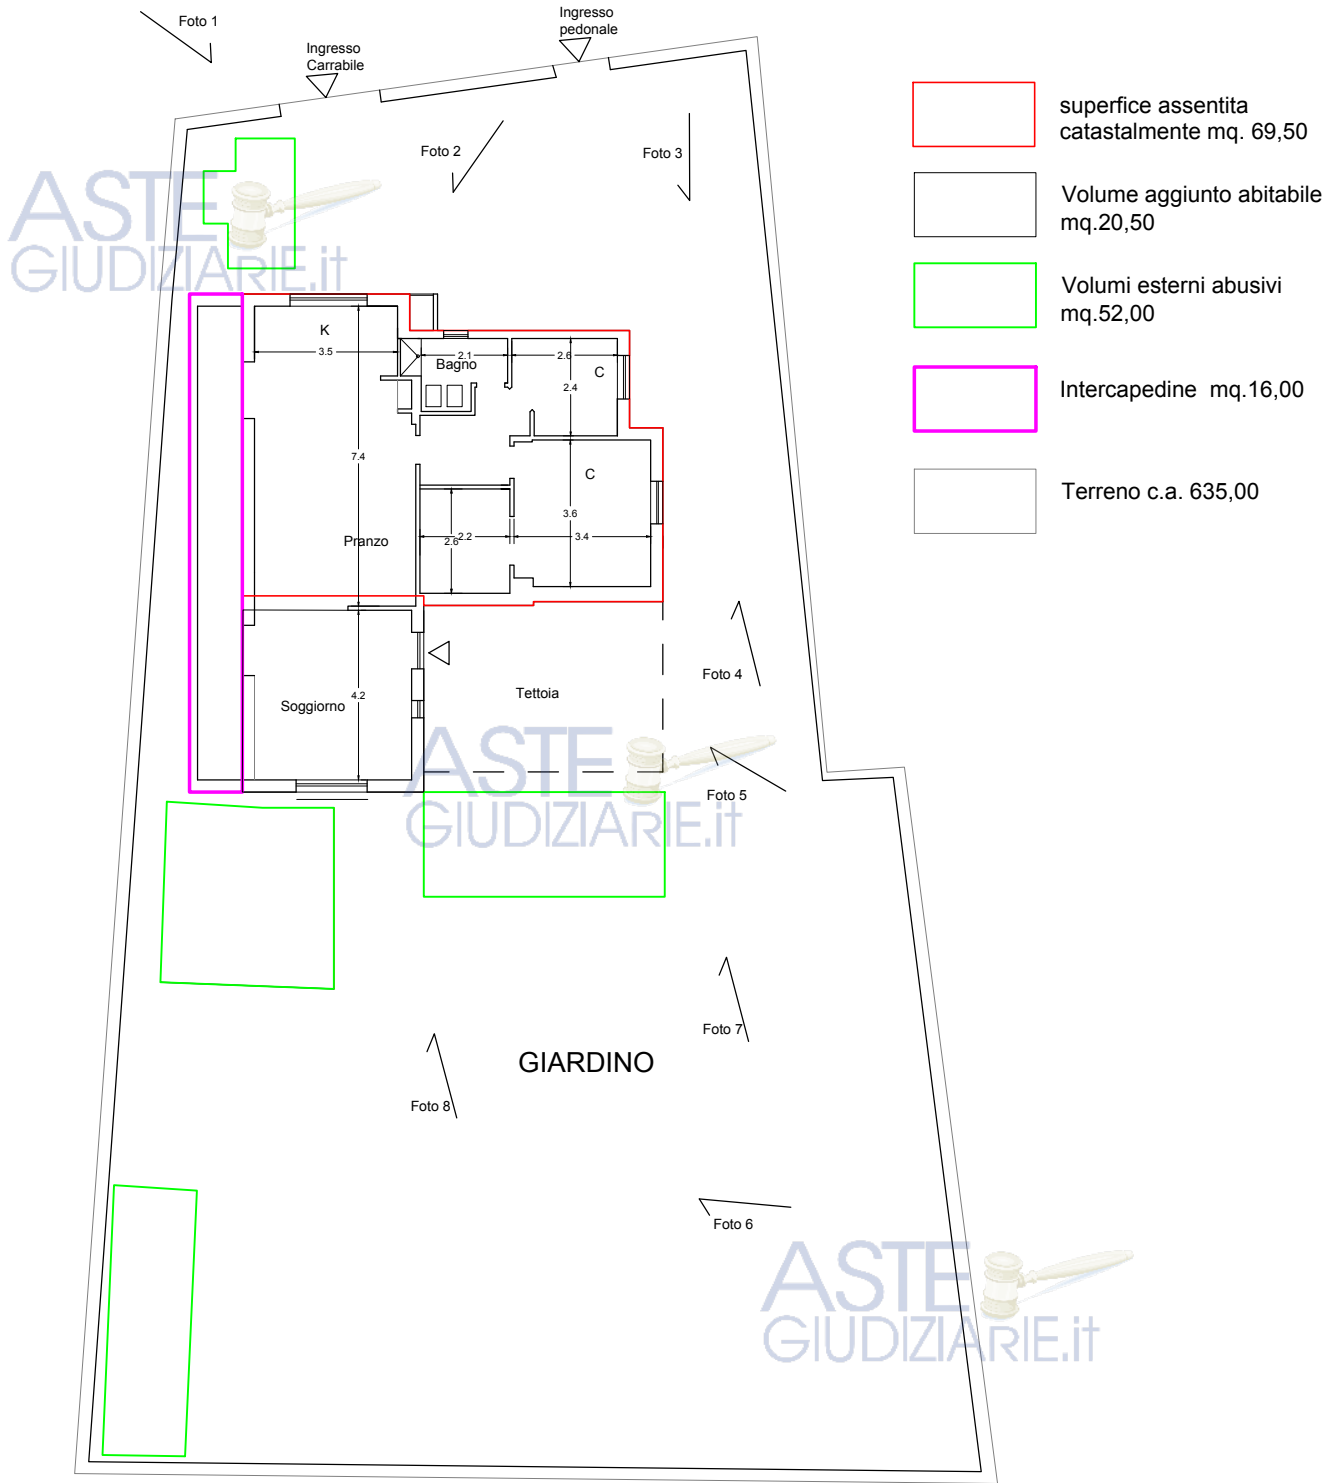 Foto 1
Ingresso
Carrabile
Ingresso
pedonale
Foto 2
Foto 3
superfice assentita
catastalmente mq. 69,50
Volume aggiunto abitabile
mq.20,50
Volumi esterni abusivi
mq.52,00
Intercapedine mq.16,00
Terreno c.a. 635,00
ASTE
GIUDIZIARIE.it
K
3.5
2.1
Bagno
2.6
C
2.4
7.4
C
3.6
Pranzo
2.6
2.2
3.4
Soggiorno
4.2
Tettoia
Foto 4
ASTE
GIUDIZIARIE.it
Foto 5
Foto 7
GIARDINO
Foto 8
Foto 6
ASTE
GIUDIZIARIE.it